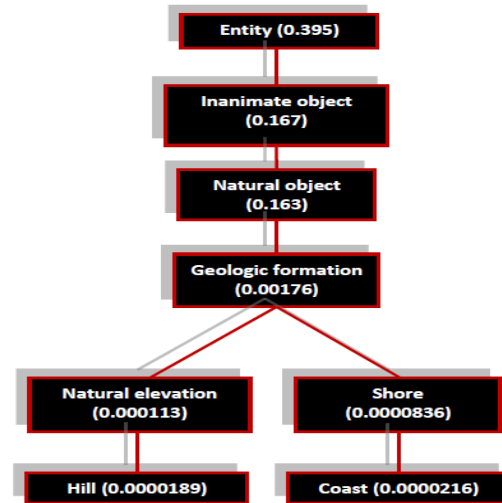 Entity (0.395)
Inanimate object
(0.167)
Natural object
(0.163)
Geologic formation
(0.00176)
Natural elevation
(0.000113)
Shore
(0.0000836)
Hill (0.0000189)
Coast (0.0000216)